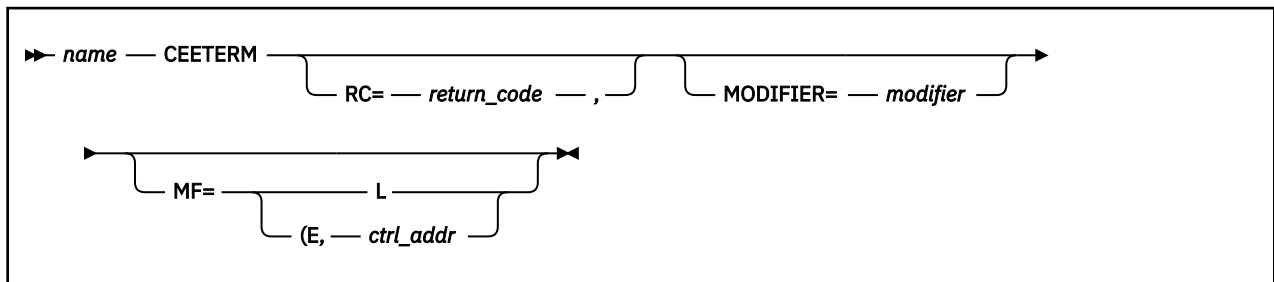 name CEETERM
RC= return_code , MODIFIER= modifier
MF= L
(E, ctrl_addr